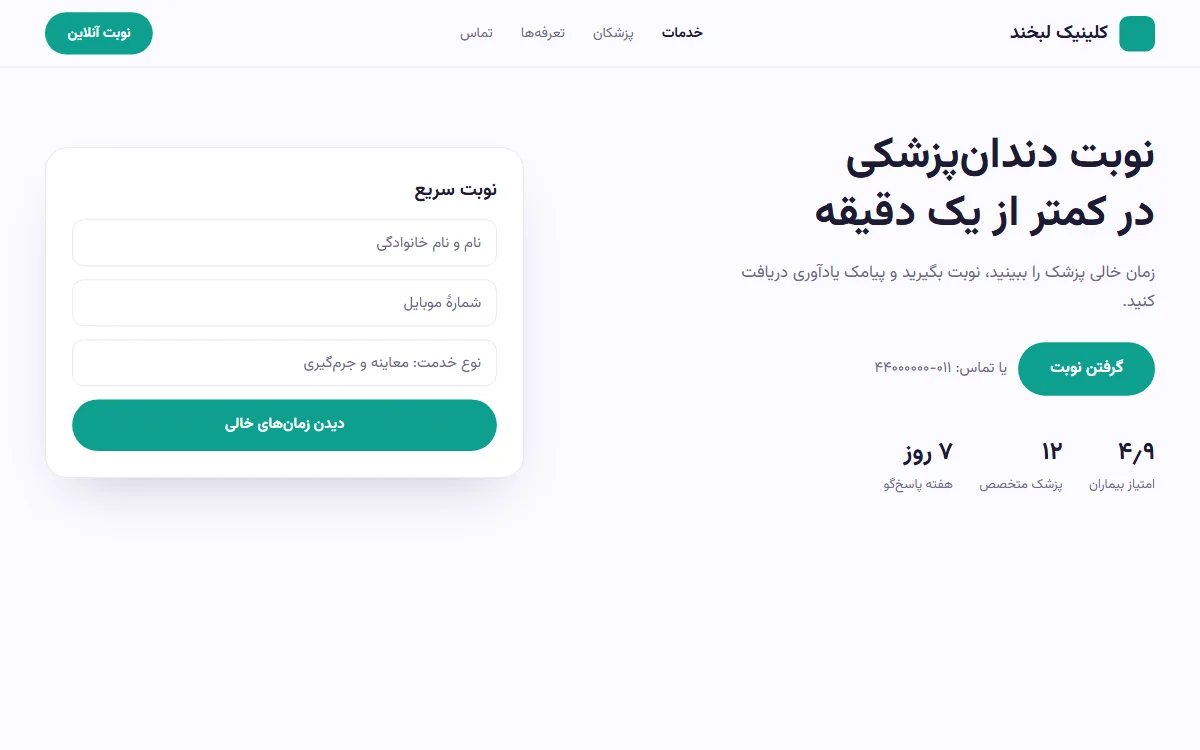 کلینیک لبخند
خدمات
پزشکان
تعرفه‌ها
تماس
نوبت آنلاین
نوبت دندان‌پزشکی
در کمتر از یک دقیقه
زمان خالی پزشک را ببینید، نوبت بگیرید و پیامک یادآوری دریافت
کنید.
گرفتن نوبت
یا تماس: ۰۱۱-۴۴۰۰۰۰۰۰
۴٫۹
امتیاز بیماران
۱۲
پزشک متخصص
۷ روز
هفته پاسخ‌گو
نوبت سریع
نام و نام خانوادگی
شمارهٔ موبایل
نوع خدمت: معاینه و جرم‌گیری
دیدن زمان‌های خالی